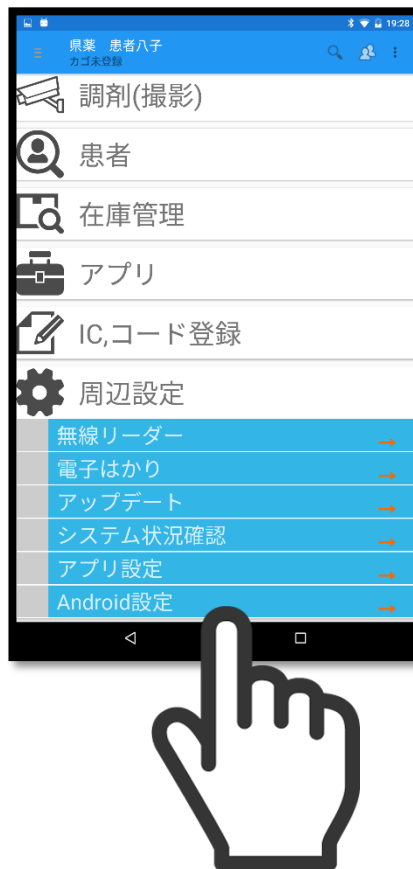 19:28
県薬 患者八子
カゴ未登録
調剤(撮影)
患者
在庫管理
アプリ
IC,コード登録
周辺設定
無線リーダー
電子はかり
アップデート
システム状況確認
アプリ設定
Android設定